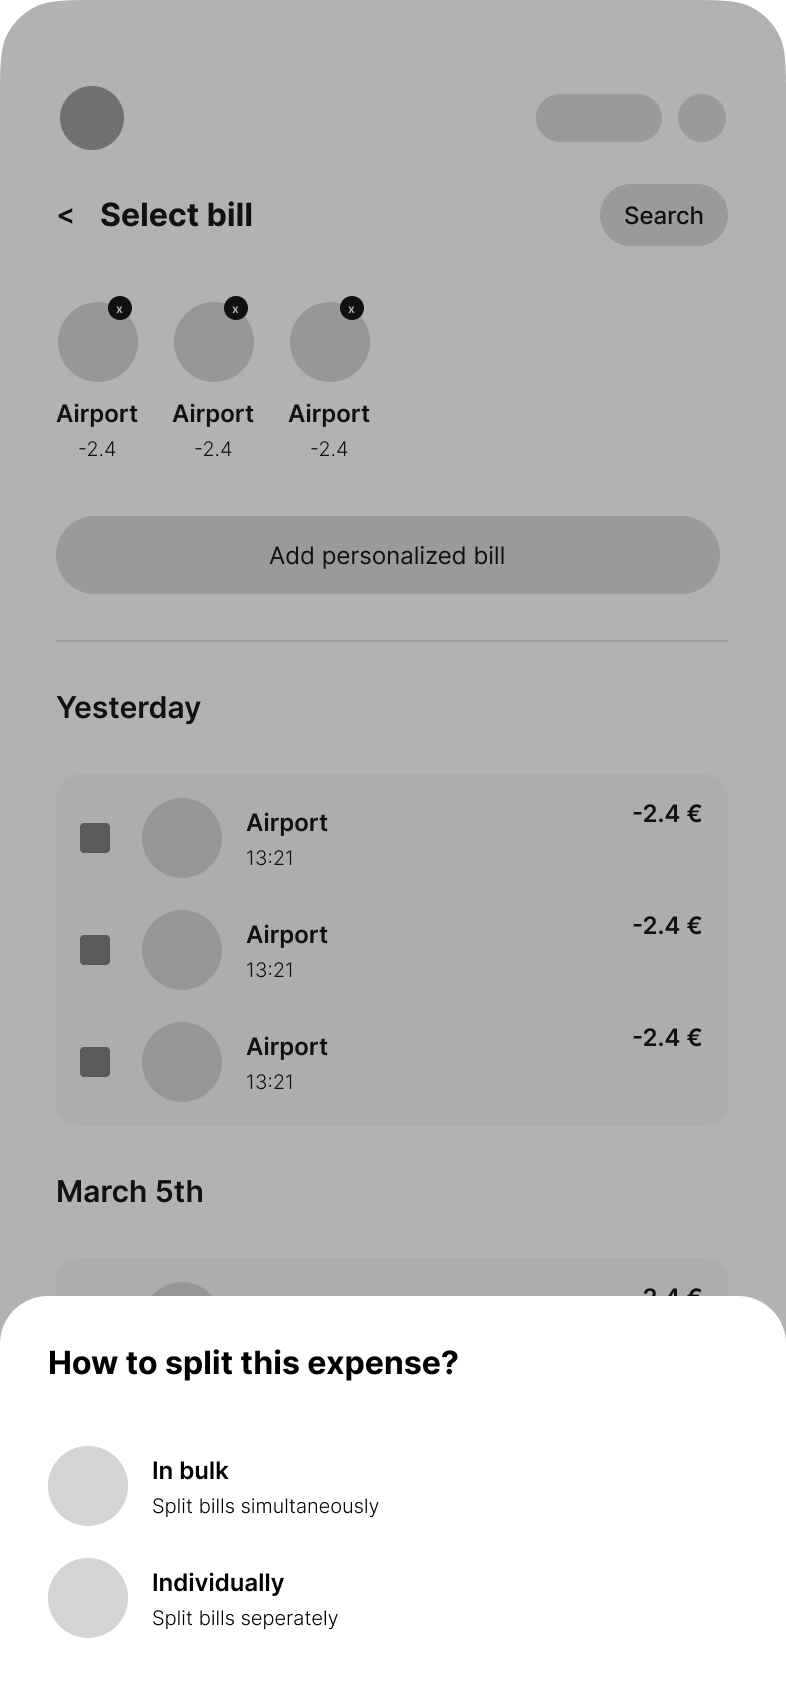 < Select bill Search
x x x
Airport Airport Airport
-2.4 -2.4 -2.4
Add personalized bill
Yesterday
Airport -2.4 €
13:21
Airport -2.4 €
13:21
Airport -2.4 €
13:21
March 5th
-2.4 €
How to split this expense?
In bulk
Split bills simultaneously
Individually
Split bills seperately